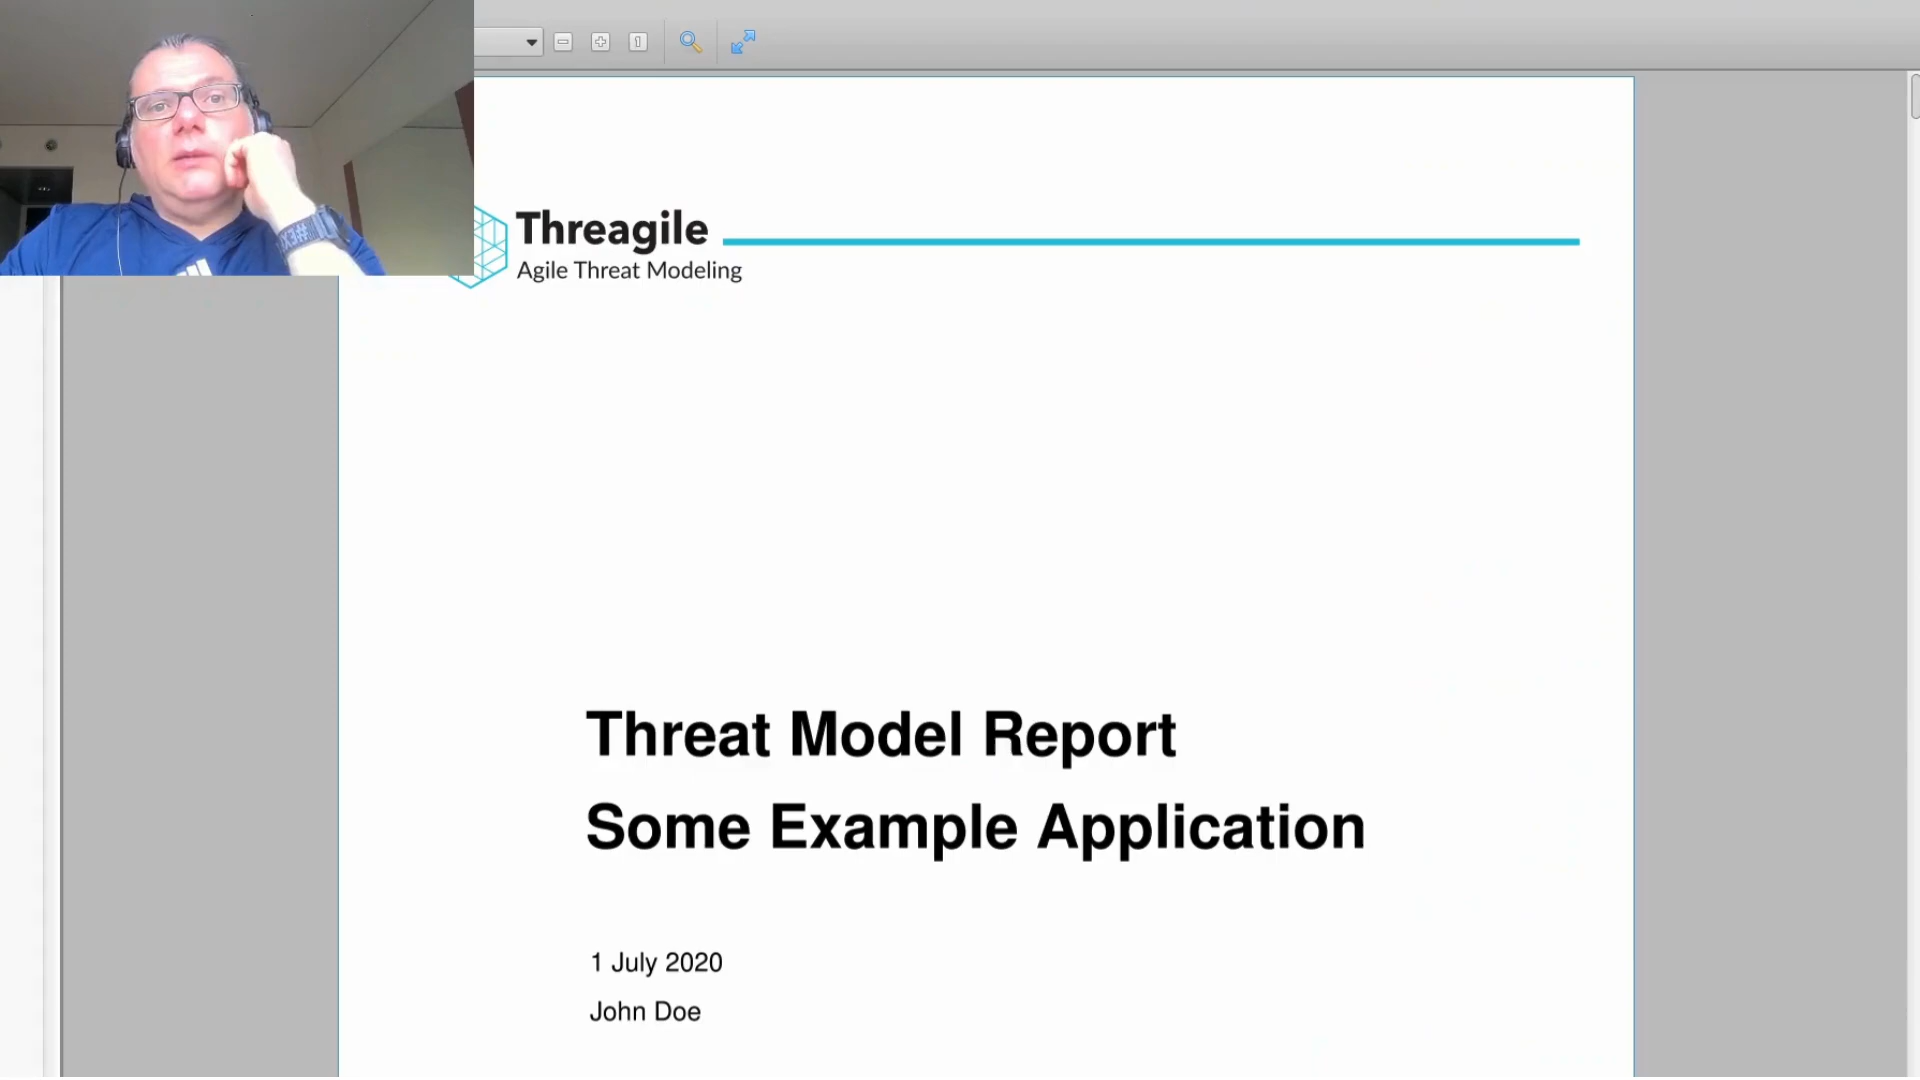 Threagile
Agile Threat Modeling
Threat Model Report
Some Example Application
1 July 2020
John Doe